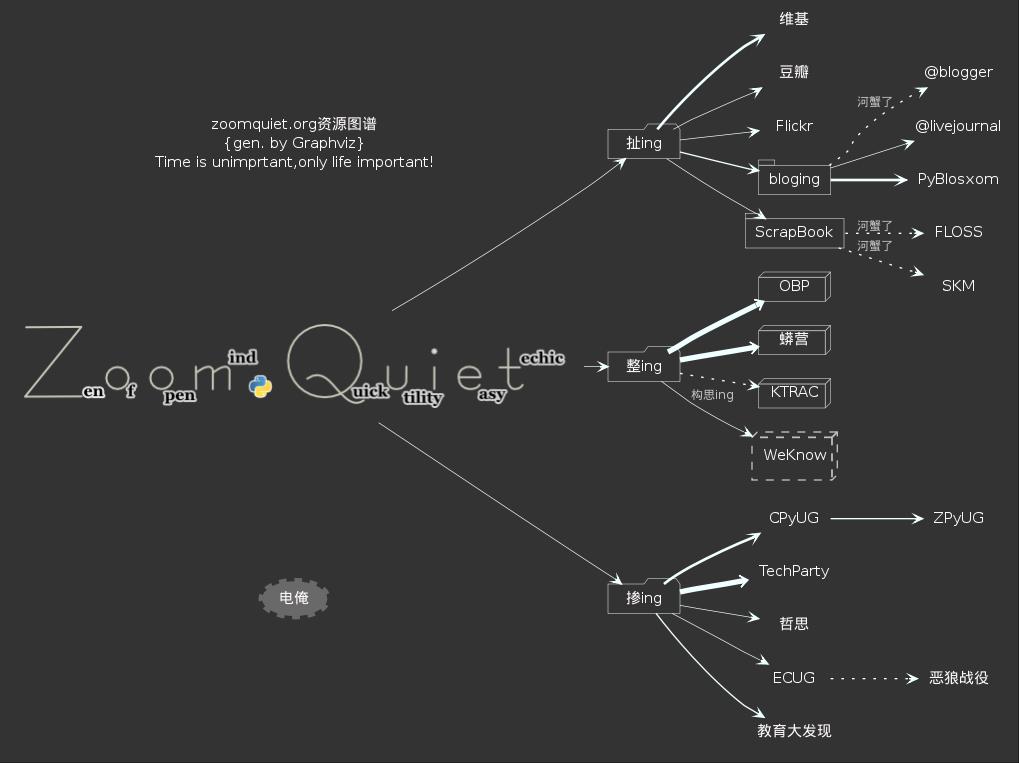 zoomquiet.org资源图谱
{gen. by Graphviz}
Time is unimprtant,only life important!
Zen of open mind Quick utility easy techic
电俺
扯ing
维基
豆瓣
Flickr
bloging
河蟹了
@blogger
@livejournal
PyBlosxom
ScrapBook
河蟹了
FLOSS
河蟹了
SKM
整ing
OBP
蟒营
KTRAC
构思ing
WeKnow
掺ing
CPyUG
ZPyUG
TechParty
哲思
ECUG
恶狼战役
教育大发现